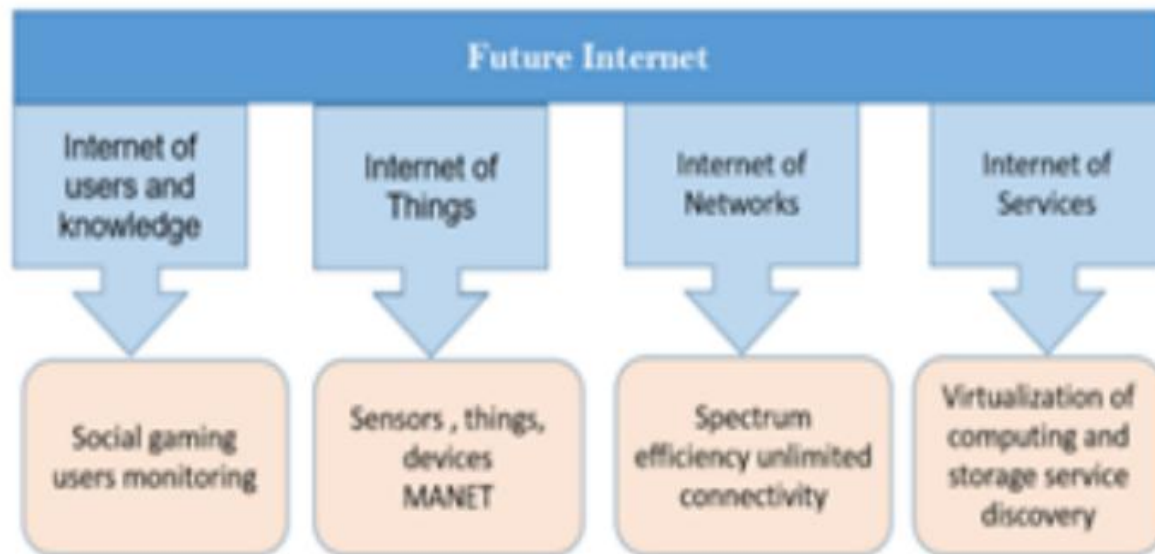 Future Internet
Internet of
users and
knowledge
Internet of
Things
Internet of
Networks
Internet of
Services
Social gaming
users monitoring
Sensors , things,
devices
MANET
Spectrum
efficiency unlimited
connectivity
Virtualization of
computing and
storage service
discovery